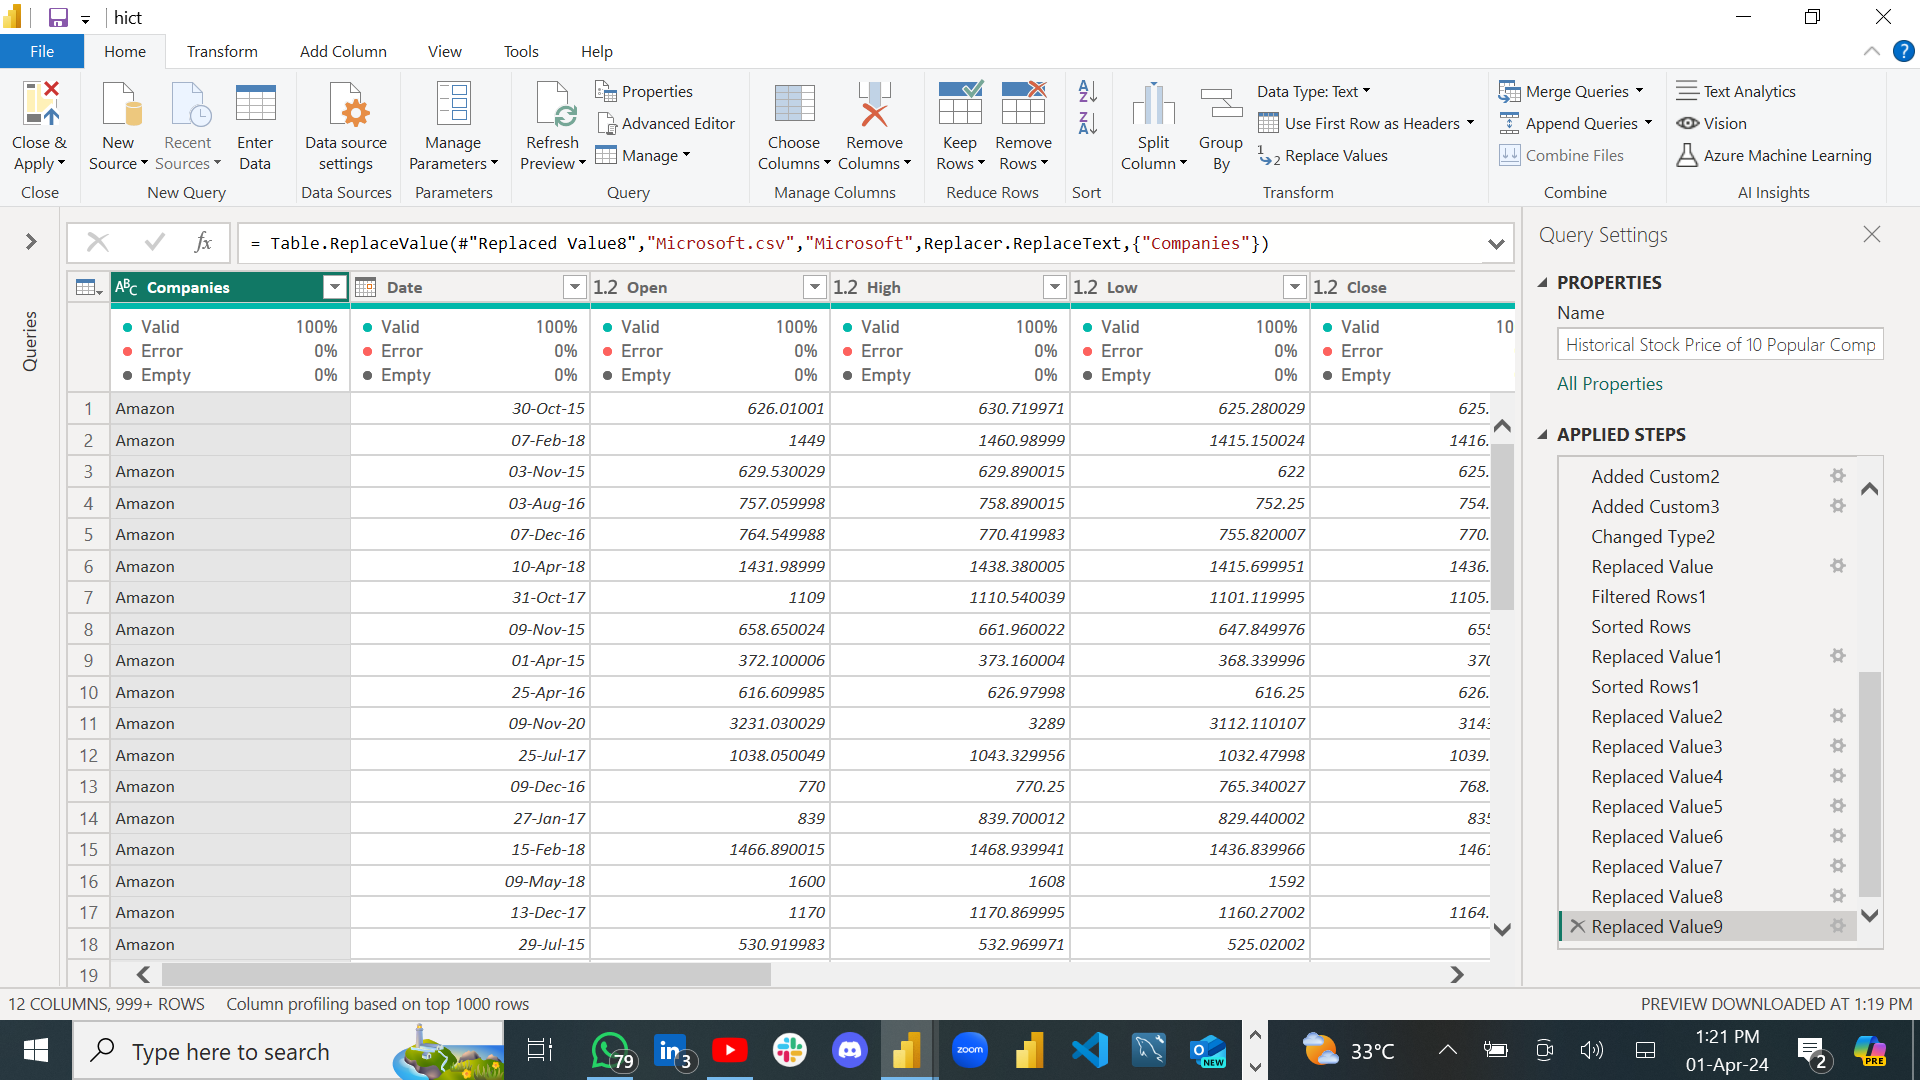 hict
File Home Transform Add Column View Tools Help
Close & Apply
New Source
Recent Sources
Enter Data
Data source settings
Manage Parameters
Refresh Preview
Properties
Advanced Editor
Manage
Choose Columns
Remove Columns
Keep Rows
Remove Rows
Split Column
Group By
Data Type: Text
Use First Row as Headers
Replace Values
Merge Queries
Append Queries
Combine Files
Text Analytics
Vision
Azure Machine Learning
Close New Query Data Sources Parameters Query Manage Columns Reduce Rows Sort Transform Combine AI Insights
= Table.ReplaceValue(#"Replaced Value8","Microsoft.csv","Microsoft",Replacer.ReplaceText,{"Companies"})
Queries
Companies Date 1.2 Open 1.2 High 1.2 Low 1.2 Close
Valid 100% Valid 100% Valid 100% Valid 100% Valid 100% Valid 10
Error 0% Error 0% Error 0% Error 0% Error 0% Error
Empty 0% Empty 0% Empty 0% Empty 0% Empty 0% Empty
1 Amazon 30-Oct-15 626.01001 630.719971 625.280029 625.
2 Amazon 07-Feb-18 1449 1460.98999 1415.150024 1416.
3 Amazon 03-Nov-15 629.530029 629.890015 622 625.
4 Amazon 03-Aug-16 757.059998 758.890015 752.25 754.
5 Amazon 07-Dec-16 764.549988 770.419983 755.820007 770.
6 Amazon 10-Apr-18 1431.98999 1438.380005 1415.699951 1436.
7 Amazon 31-Oct-17 1109 1110.540039 1101.119995 1105.
8 Amazon 09-Nov-15 658.650024 661.960022 647.849976 655
9 Amazon 01-Apr-15 372.100006 373.160004 368.339996 370
10 Amazon 25-Apr-16 616.609985 626.97998 616.25 626.
11 Amazon 09-Nov-20 3231.030029 3289 3112.110107 3143
12 Amazon 25-Jul-17 1038.050049 1043.329956 1032.47998 1039.
13 Amazon 09-Dec-16 770 770.25 765.340027 768.
14 Amazon 27-Jan-17 839 839.700012 829.440002 835
15 Amazon 15-Feb-18 1466.890015 1468.939941 1436.839966 1461
16 Amazon 09-May-18 1600 1608 1592
17 Amazon 13-Dec-17 1170 1170.869995 1160.27002 1164.
18 Amazon 29-Jul-15 530.919983 532.969971 525.02002
19
Query Settings
PROPERTIES
Name
Historical Stock Price of 10 Popular Comp
All Properties
APPLIED STEPS
Added Custom2
Added Custom3
Changed Type2
Replaced Value
Filtered Rows1
Sorted Rows
Replaced Value1
Sorted Rows1
Replaced Value2
Replaced Value3
Replaced Value4
Replaced Value5
Replaced Value6
Replaced Value7
Replaced Value8
Replaced Value9
12 COLUMNS, 999+ ROWS Column profiling based on top 1000 rows PREVIEW DOWNLOADED AT 1:19 PM
Type here to search
79
3
zoom
NEW
33°C
1:21 PM
01-Apr-24
2
PRE